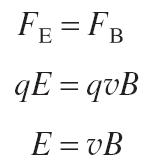 F_E = F_B
qE = qvB
E = vB